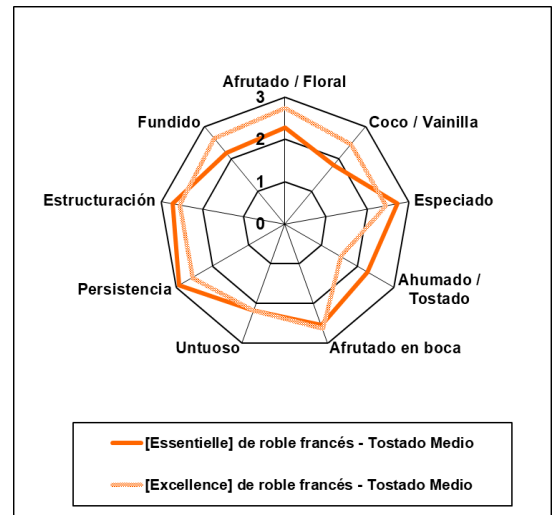 Afrutado / Floral
3
Fundido
Coco / Vainilla
2
Estructuración
1
Especiado
0
Ahumado /
Tostado
Persistencia
Untuoso
Afrutado en boca
[Essentielle] de roble francés - Tostado Medio
[Excellence] de roble francés - Tostado Medio